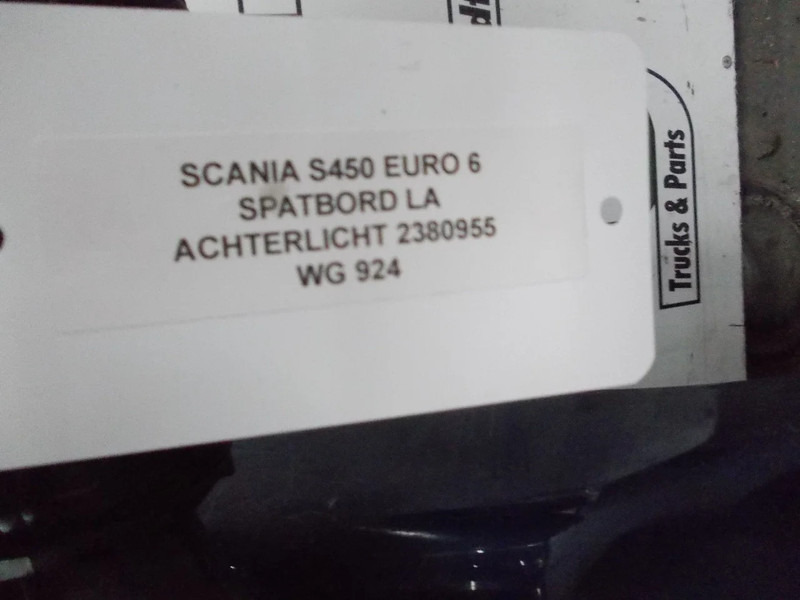 SCANIA S450 EURO 6
SPATBORD LA
ACHTERLICHT 2380955
WG 924
Trucks & Parts